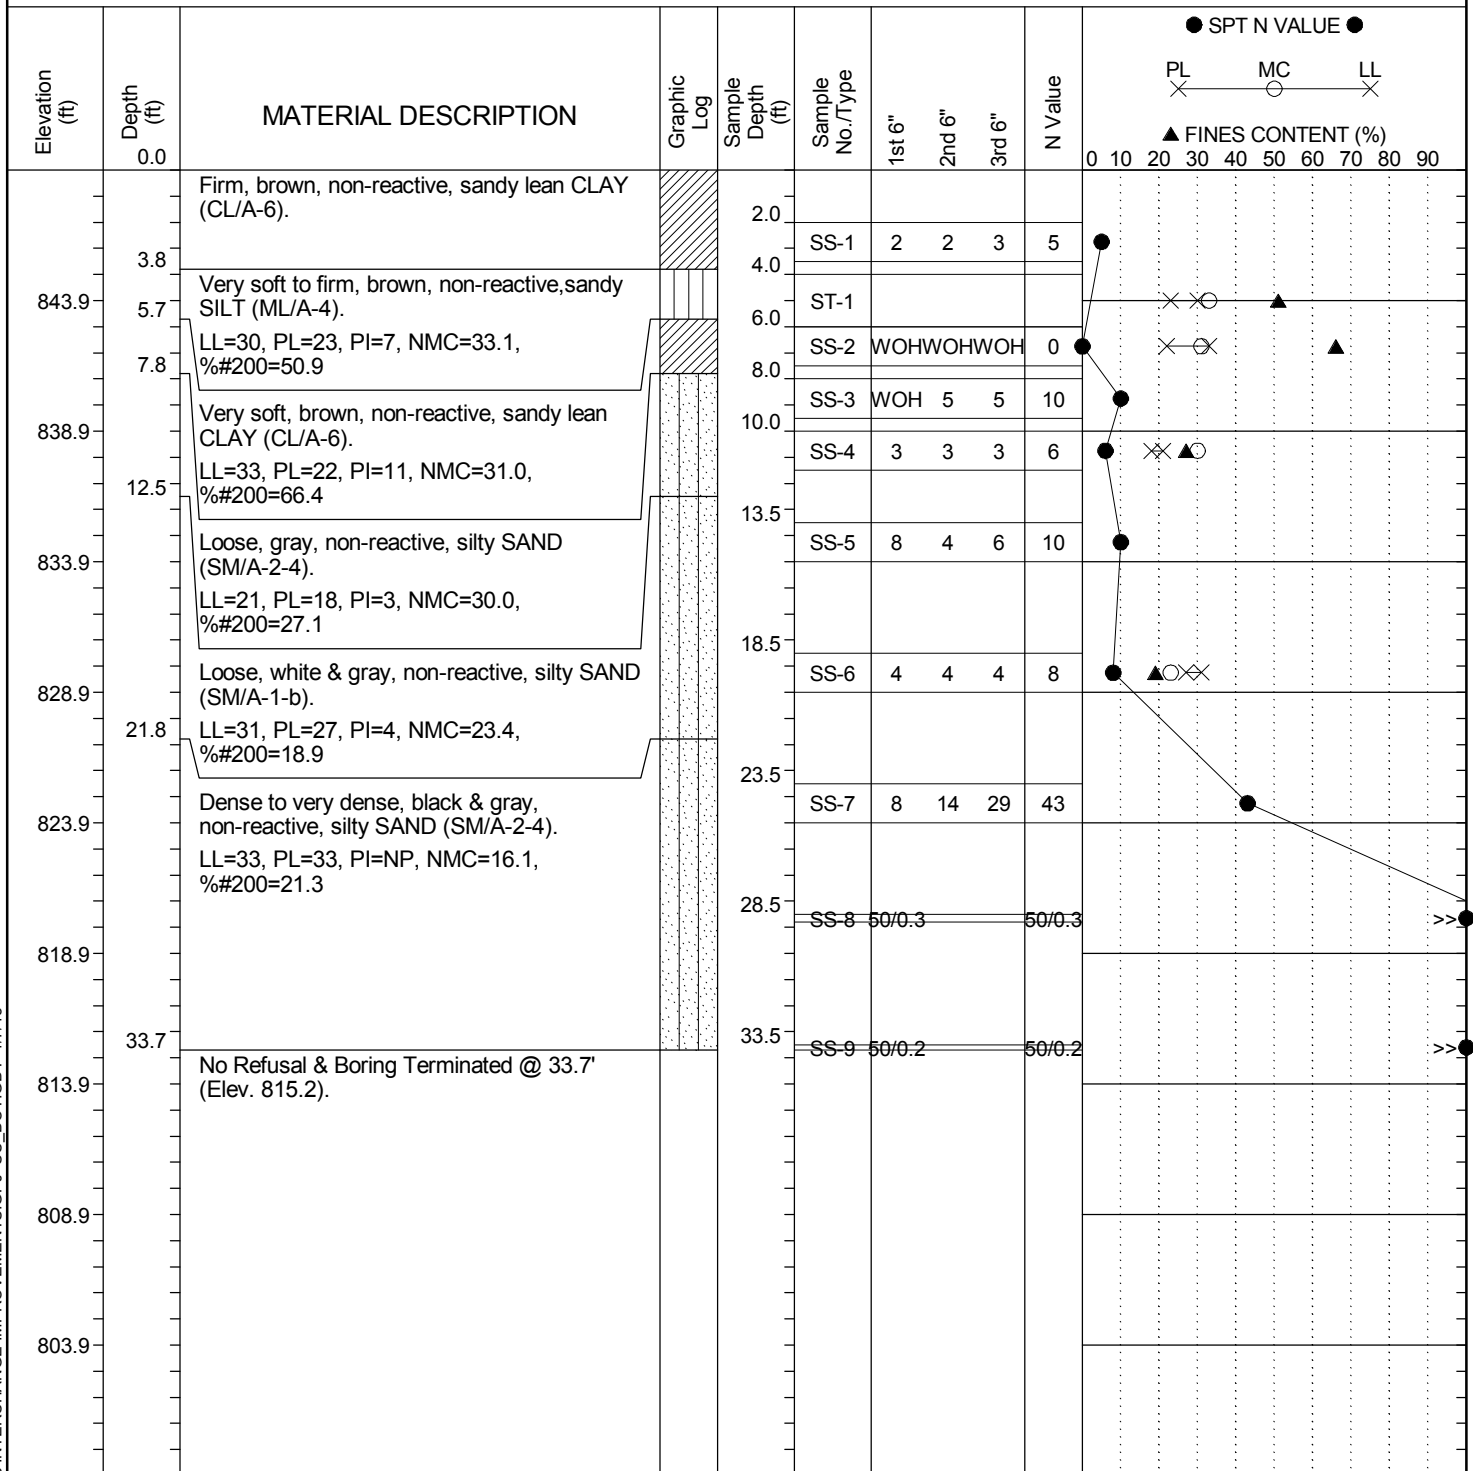 ● SPT N VALUE ●
PL MC LL
▲ FINES CONTENT (%)
0 10 20 30 40 50 60 70 80 90
Elevation (ft)
Depth (ft)
0.0
MATERIAL DESCRIPTION
Graphic Log
Sample Depth (ft)
Sample No./Type
1st 6"
2nd 6"
3rd 6"
N Value
Firm, brown, non-reactive, sandy lean CLAY
(CL/A-6).
2.0
SS-1 2 2 3 5
3.8
4.0
Very soft to firm, brown, non-reactive,sandy
SILT (ML/A-4).
843.9
5.7
ST-1
6.0
LL=30, PL=23, PI=7, NMC=33.1,
%#200=50.9
SS-2 WOH WOH WOH 0
7.8
8.0
SS-3 WOH 5 5 10
Very soft, brown, non-reactive, sandy lean
CLAY (CL/A-6).
10.0
838.9
SS-4 3 3 3 6
LL=33, PL=22, PI=11, NMC=31.0,
%#200=66.4
12.5
13.5
Loose, gray, non-reactive, silty SAND
(SM/A-2-4).
SS-5 8 4 6 10
833.9
LL=21, PL=18, PI=3, NMC=30.0,
%#200=27.1
18.5
Loose, white & gray, non-reactive, silty SAND
(SM/A-1-b).
SS-6 4 4 4 8
828.9
21.8
LL=31, PL=27, PI=4, NMC=23.4,
%#200=18.9
23.5
Dense to very dense, black & gray,
non-reactive, silty SAND (SM/A-2-4).
SS-7 8 14 29 43
823.9
LL=33, PL=33, PI=NP, NMC=16.1,
%#200=21.3
28.5
SS-8 50/0.3 50/0.3 >>
818.9
33.7
33.5
SS-9 50/0.2 50/0.2 >>
No Refusal & Boring Terminated @ 33.7'
(Elev. 815.2).
813.9
808.9
803.9